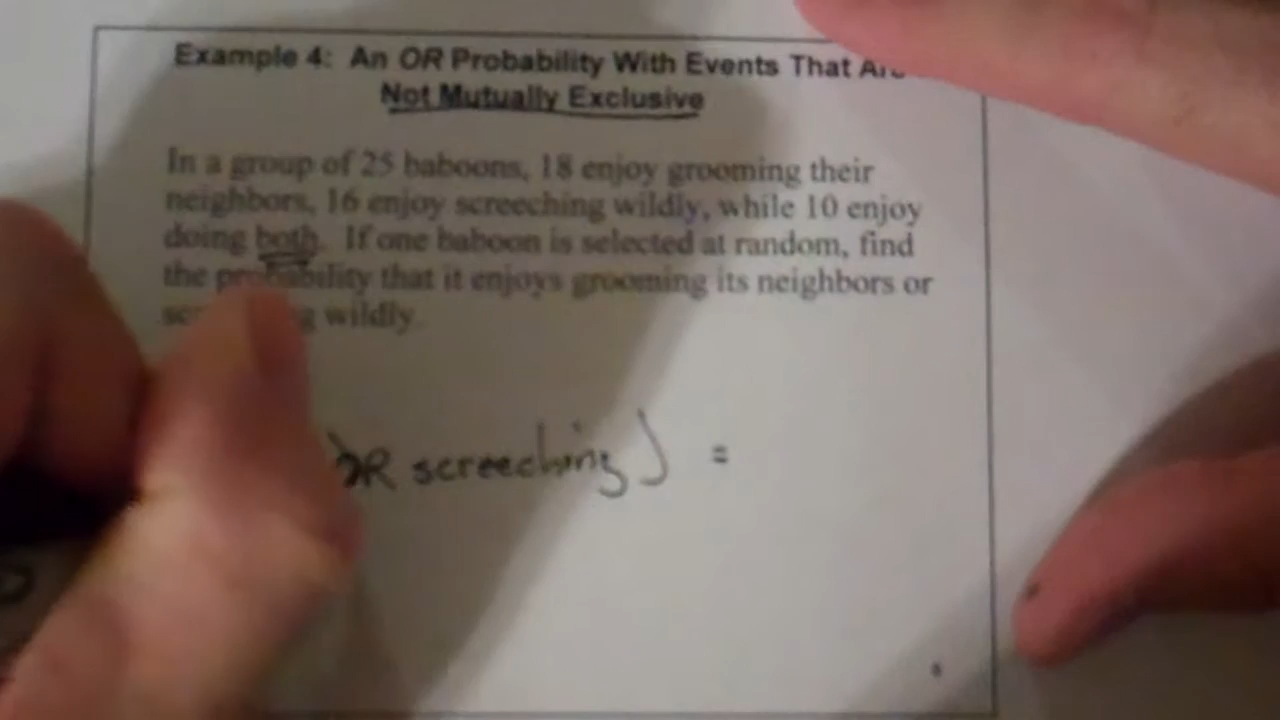 Example 4: An OR Probability With Events That
Not Mutually Exclusive
In a group of 25 baboons, 18 enjoy grooming their
neighbors, 16 enjoy screeching wildly, while 10 enjoy
doing both. If one baboon is selected at random, find
the probability that it enjoys grooming its neighbors or
wildly
OR screeching) =